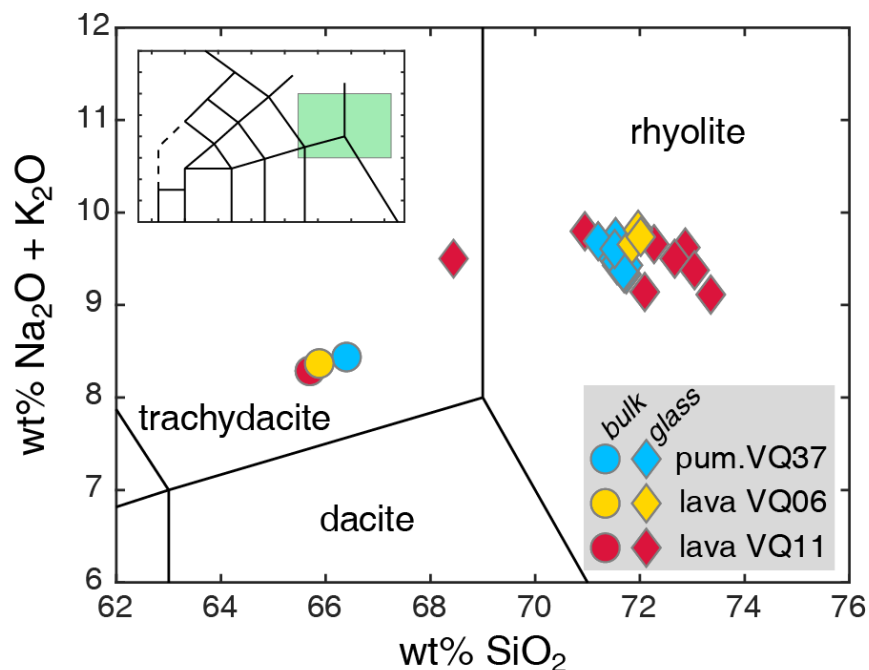 12
11
10
9
8
7
6
wt% Na₂O + K₂O
rhyolite
trachydacite
dacite
bulk glass
pum.VQ37
lava VQ06
lava VQ11
62 64 66 68 70 72 74 76
wt% SiO₂